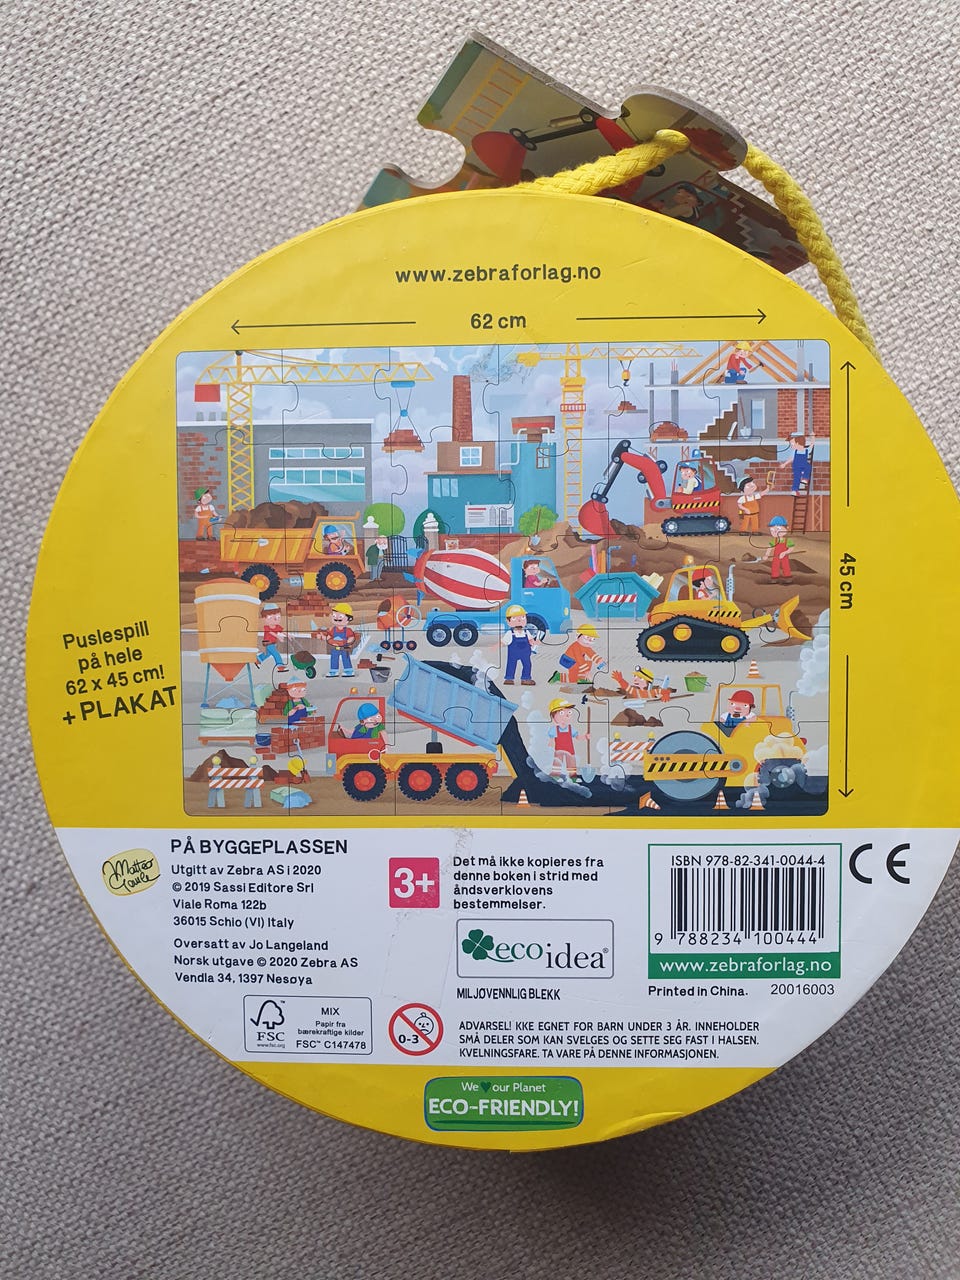 www.zebraforlag.no
62 cm
45 cm
Puslespill
på hele
62 x 45 cm!
+ PLAKAT
PÅ BYGGEPLASSEN
Utgitt av Zebra AS i 2020
© 2019 Sassi Editore Srl
Viale Roma 122b
36015 Schio (VI) Italy
Oversatt av Jo Langeland
Norsk utgave © 2020 Zebra AS
Vendla 34, 1397 Nesøya
3+
Det må ikke kopieres fra
denne boken i strid med
åndsverklovens
bestemmelser.
ecoidea®
MILJØVENNLIG BLEKK
ISBN 978-82-341-0044-4
9 788234 100444
www.zebraforlag.no
Printed in China. 20016003
CE
FSC
www.fsc.org
MIX
Papir fra
bærekraftige kilder
FSC™ C147478
0-3
ADVARSEL! IKKE EGNET FOR BARN UNDER 3 ÅR. INNEHOLDER
SMÅ DELER SOM KAN SVELGES OG SETTE SEG FAST I HALSEN.
KVELNINGSFARE. TA VARE PÅ DENNE INFORMASJONEN.
We our Planet
ECO-FRIENDLY!